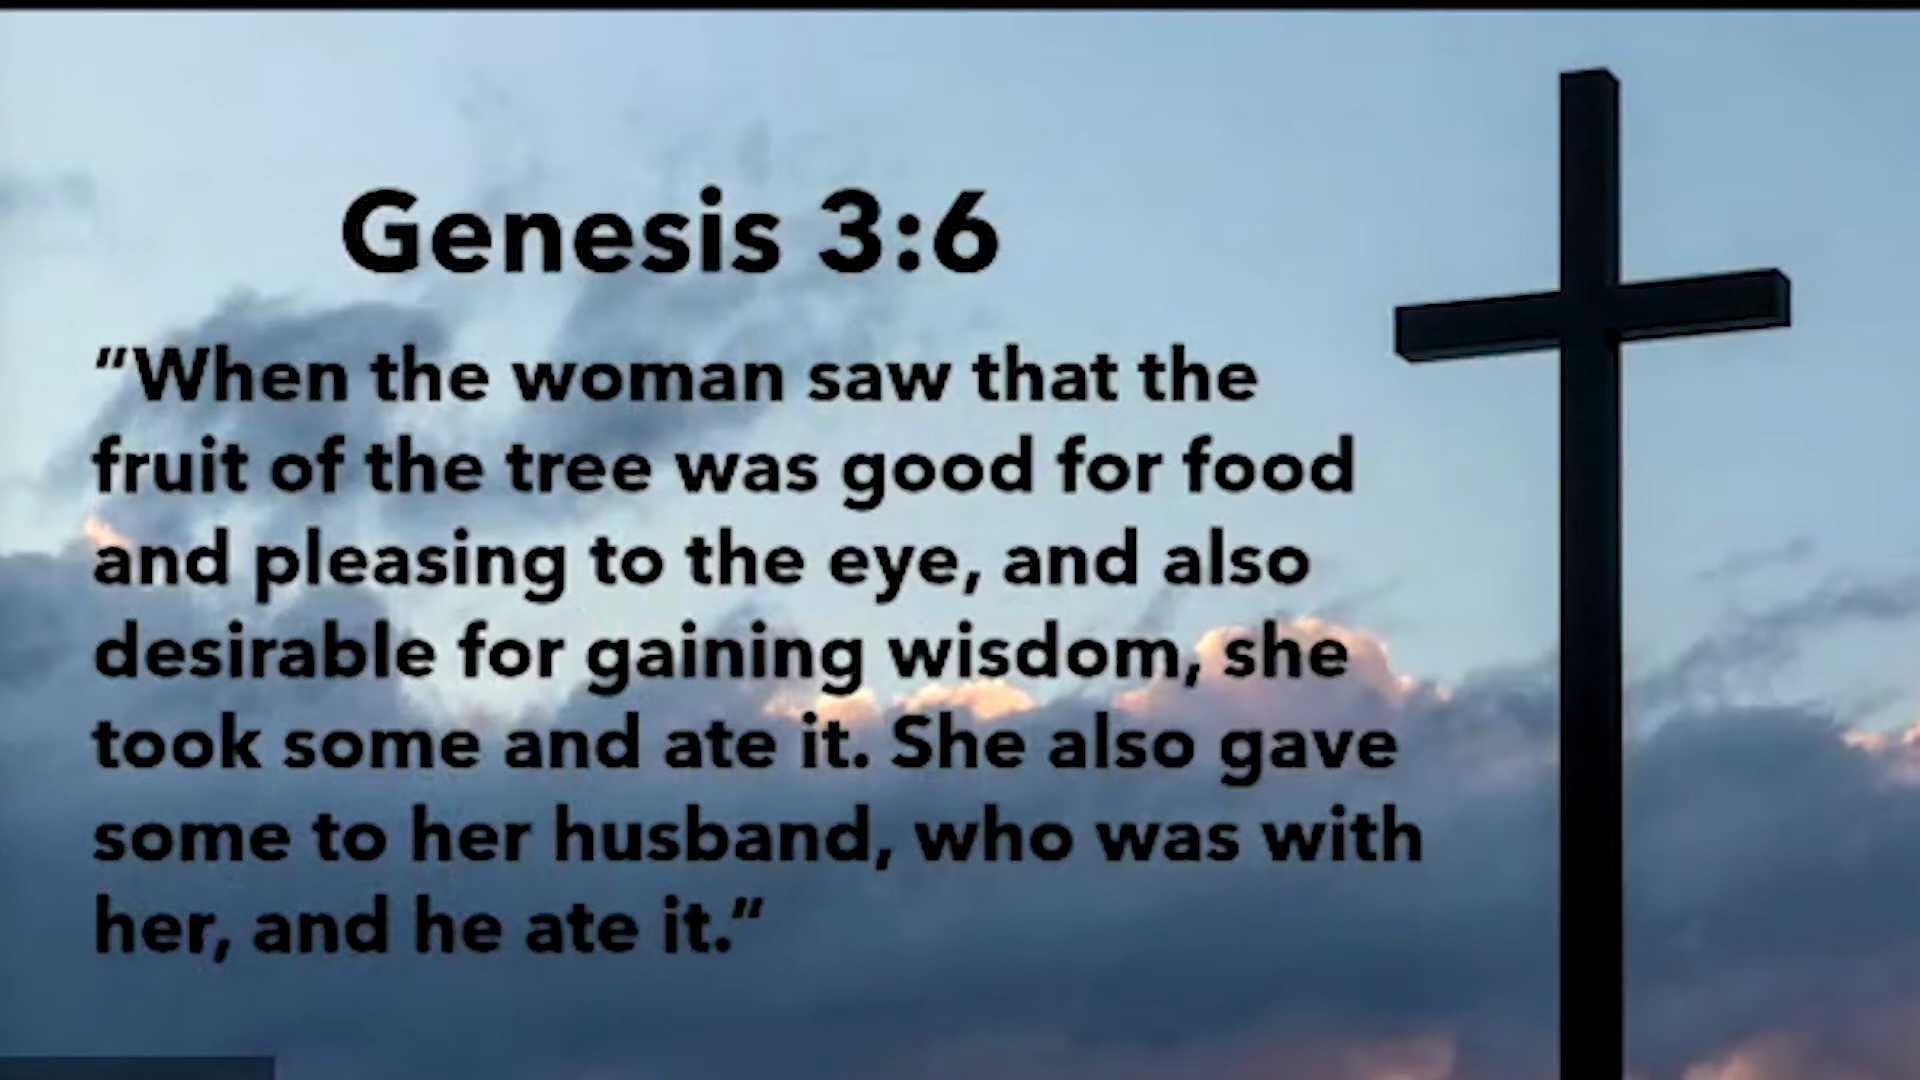 Genesis 3:6
"When the woman saw that the
fruit of the tree was good for food
and pleasing to the eye, and also
desirable for gaining wisdom, she
took some and ate it. She also gave
some to her husband, who was with
her, and he ate it.”